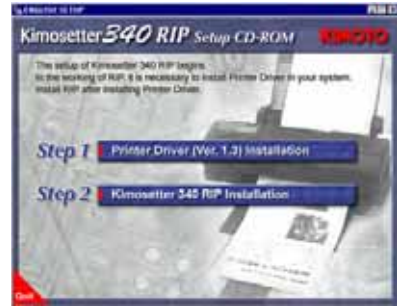 Kimosetter 340 RIP Setup CD-ROM
KIMOTO
The setup of Kimosetter 340 RIP begins.
In the working of RIP, it is necessary to install Printer Driver in your system.
Install RIP after installing Printer Driver.
Step 1 Printer Driver (Ver. 1.3) Installation
Step 2 Kimosetter 340 RIP Installation
Quit